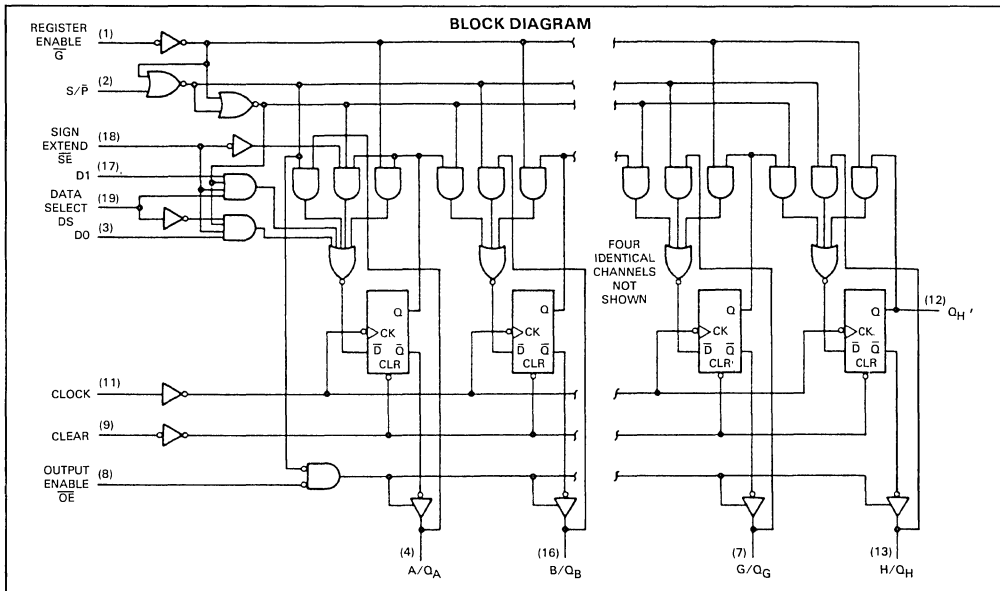 BLOCK DIAGRAM
REGISTER
ENABLE
G̅
(1)
S/P̅
(2)
SIGN
EXTEND
S̅E̅
(18)
D1
(17)
DATA
SELECT
DS
(19)
D0
(3)
FOUR
IDENTICAL
CHANNELS
NOT
SHOWN
Q
CK
D̅ Q̅
CLR
Q
CK
D̅ Q̅
CLR
Q
CK
D̅ Q̅
CLR
Q
CK
D̅ Q̅
CLR
(12)
QH'
CLOCK
(11)
CLEAR
(9)
OUTPUT
ENABLE
O̅E̅
(8)
(4)
A/QA
(16)
B/QB
(7)
G/QG
(13)
H/QH